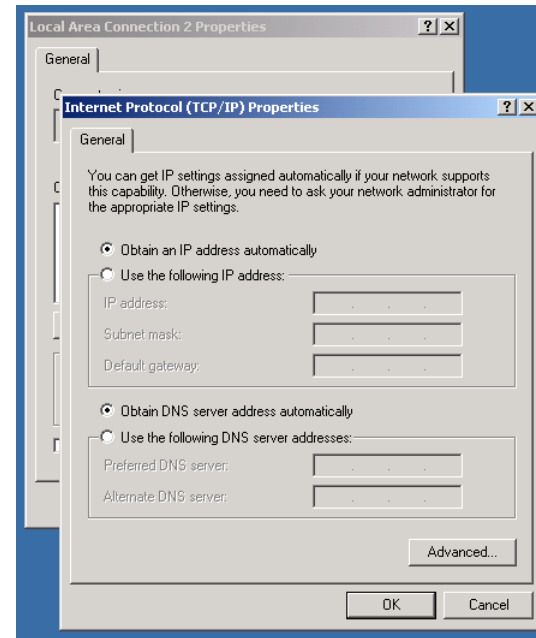 Local Area Connection 2 Properties
General
Internet Protocol (TCP/IP) Properties
General
You can get IP settings assigned automatically if your network supports
this capability. Otherwise, you need to ask your network administrator for
the appropriate IP settings.
Obtain an IP address automatically
Use the following IP address:
IP address:
Subnet mask:
Default gateway:
Obtain DNS server address automatically
Use the following DNS server addresses:
Preferred DNS server:
Alternate DNS server:
Advanced...
OK
Cancel